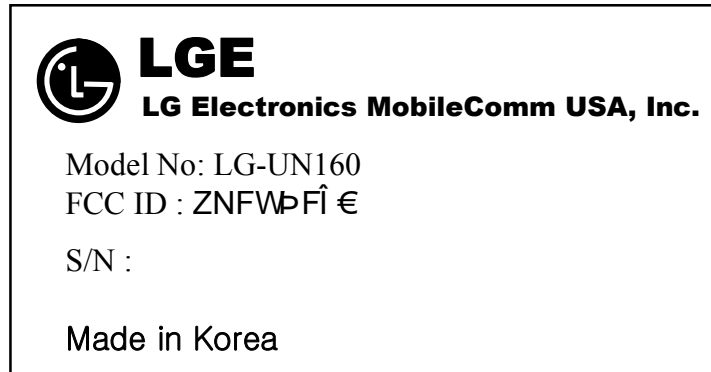 LGE
LG Electronics MobileComm USA, Inc.
Model No: LG-UN160
FCC ID : ZNFWÞFÎ €
S/N :
Made in Korea